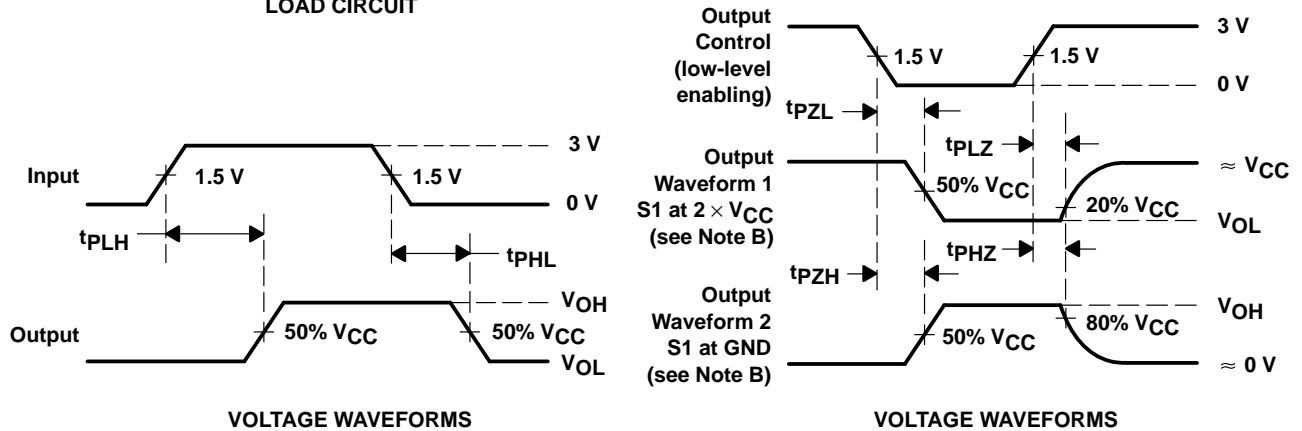 LOAD CIRCUIT
Input
1.5 V
1.5 V
3 V
0 V
tPLH
tPHL
Output
50% VCC
50% VCC
VOH
VOL
VOLTAGE WAVEFORMS
Output
Control
(low-level
enabling)
1.5 V
1.5 V
3 V
0 V
tPZL
tPLZ
Output
Waveform 1
S1 at 2 × VCC
(see Note B)
50% VCC
20% VCC
≈ VCC
VOL
tPZH
tPHZ
Output
Waveform 2
S1 at GND
(see Note B)
50% VCC
80% VCC
VOH
≈ 0 V
VOLTAGE WAVEFORMS